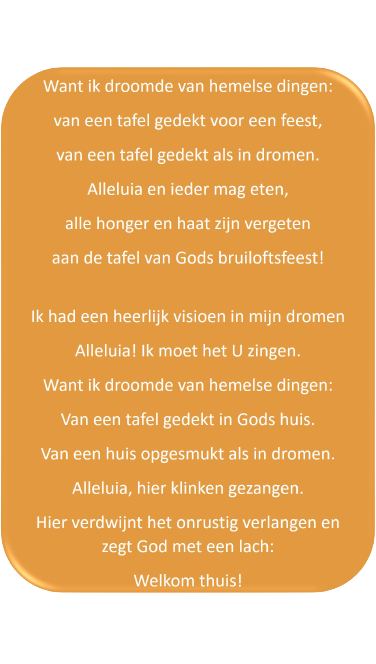 Want ik droomde van hemelse dingen:
van een tafel gedekt voor een feest,
van een tafel gedekt als in dromen.
Alleluia en ieder mag eten,
alle honger en haat zijn vergeten
aan de tafel van Gods bruiloftsfeest!
Ik had een heerlijk visioen in mijn dromen
Alleluia! Ik moet het U zingen.
Want ik droomde van hemelse dingen:
Van een tafel gedekt in Gods huis.
Van een huis opgesmukt als in dromen.
Alleluia, hier klinken gezangen.
Hier verdwijnt het onrustig verlangen en
zegt God met een lach:
Welkom thuis!